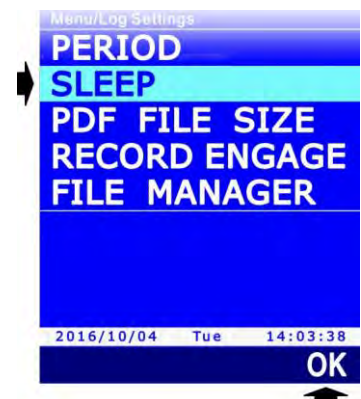 Menu/Log Settings
PERIOD
SLEEP
PDF FILE SIZE
RECORD ENGAGE
FILE MANAGER
2016/10/04 Tue 14:03:38
OK